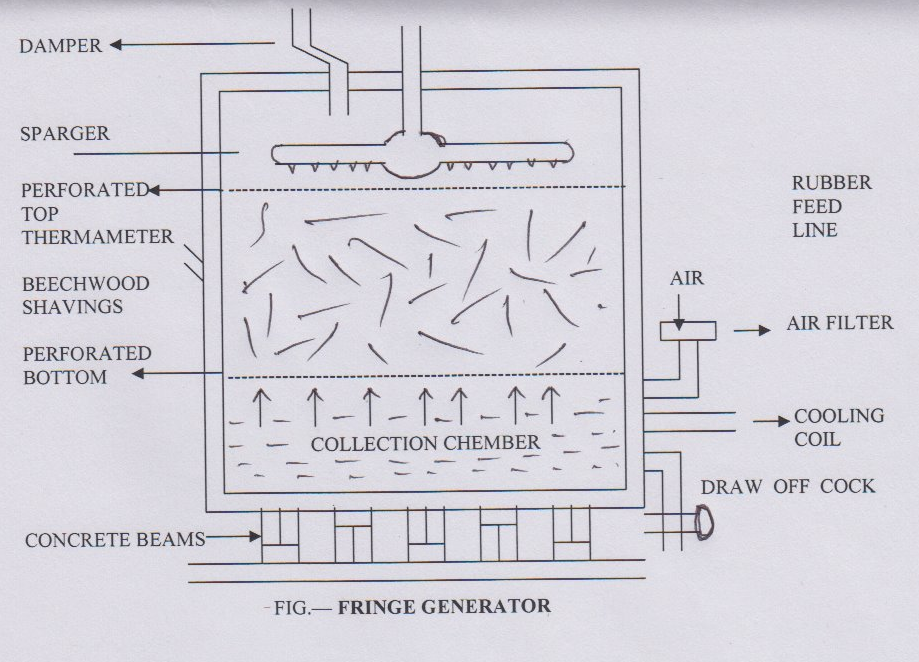 DAMPER
SPARGER
PERFORATED
TOP
THERMAMETER
BEECHWOOD
SHAVINGS
PERFORATED
BOTTOM
COLLECTION CHEMBER
CONCRETE BEAMS
RUBBER
FEED
LINE
AIR
AIR FILTER
COOLING
COIL
DRAW OFF COCK
FIG.— FRINGE GENERATOR